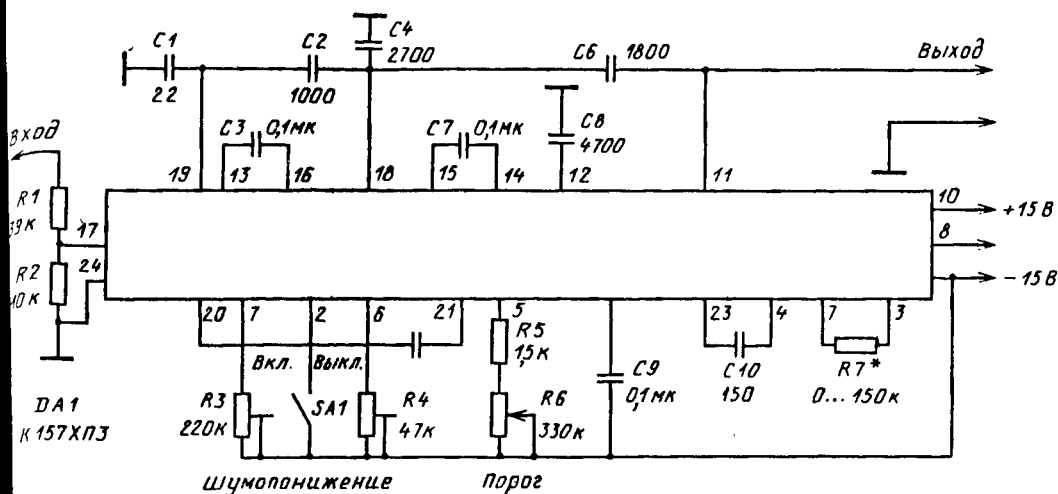 C4
2700
C1
C2
C6
1800
Выход
22
1000
C3
0,1мк
C7
0,1мк
C8
4700
Вход
19
13
16
18
15
14
12
11
R1
39к
17
10
+15 В
8
R2
24
-15 В
20
7
2
6
21
5
23
4
7
3
R5
1,5к
Вкл.
Выкл.
C9
0,1мк
C10
150
R7*
0...150к
R3
220к
SA1
R4
47к
R6
330к
DA1
К157ХП3
Шумопонижение
Порог